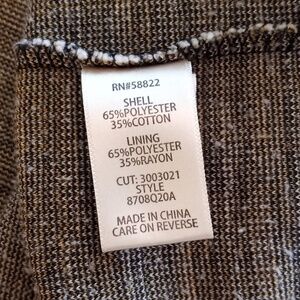 RN#58822
SHELL
65%POLYESTER
35%COTTON
LINING
65%POLYESTER
35%RAYON
CUT: 3003021
STYLE
8708Q20A
MADE IN CHINA
CARE ON REVERSE